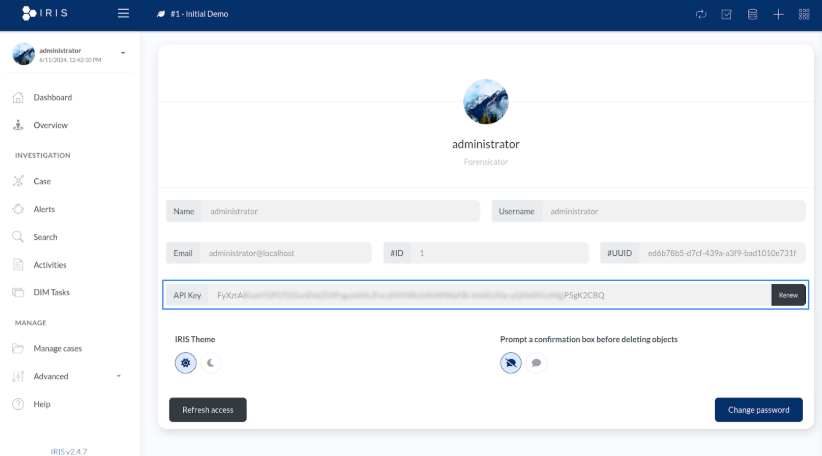 IRIS
#1 - Initial Demo
administrator
6/11/2024, 12:42:10 PM
Dashboard
Overview
INVESTIGATION
Case
Alerts
Search
Activities
DIM Tasks
MANAGE
Manage cases
Advanced
Help
IRIS v2.4.7
administrator
Forensicator
Name administrator
Username administrator
Email administrator@localhost
#ID 1
#UUID ed6b78b5-d7cf-439a-a3f9-bad1010e731f
API Key FyXztA P5gK2CBQ Renew
IRIS Theme
Prompt a confirmation box before deleting objects
Refresh access
Change password